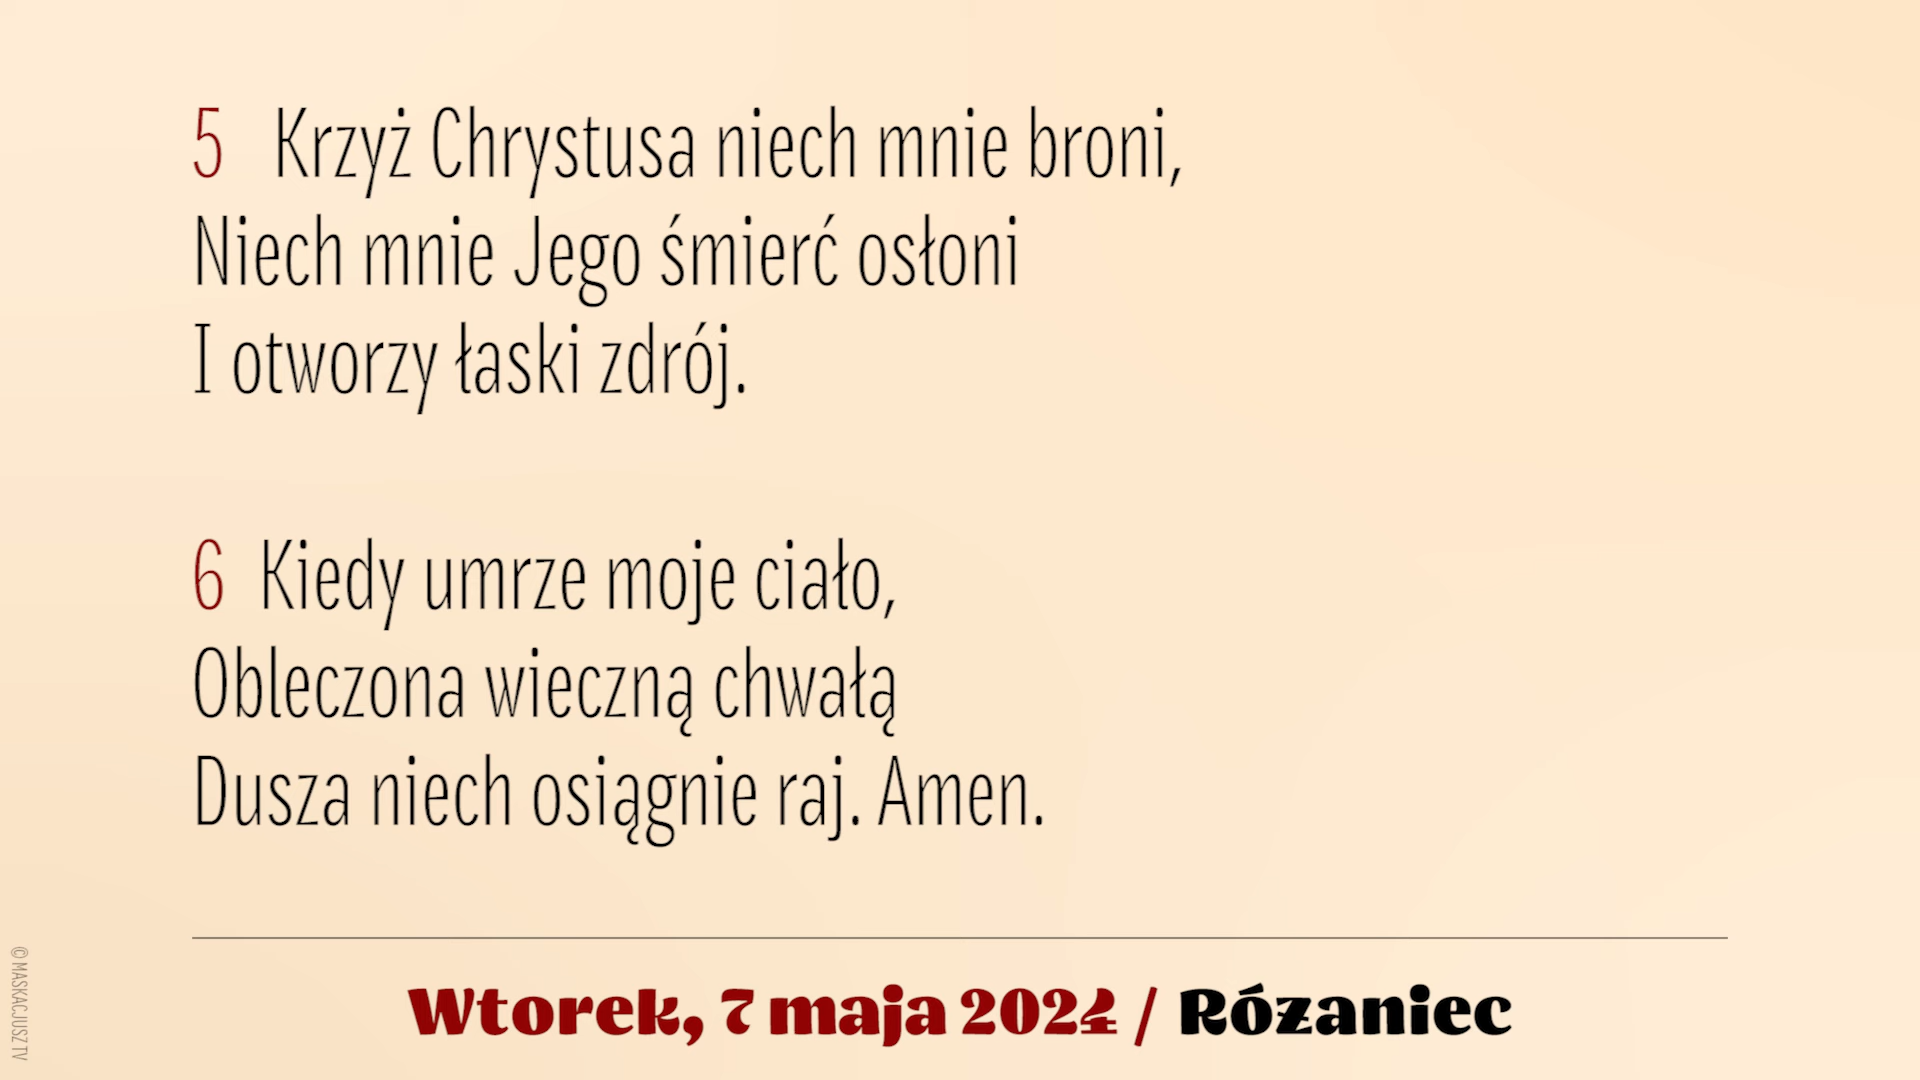 5 Krzyż Chrystusa niech mnie broni,
Niech mnie Jego śmierć osłoni
I otworzy łaski zdrój.
6 Kiedy umrze moje ciało,
Obleczona wieczną chwałą
Dusza niech osiągnie raj. Amen.
Wtorek, 7 maja 2024 / Różaniec
© MASKACJUSZ TV